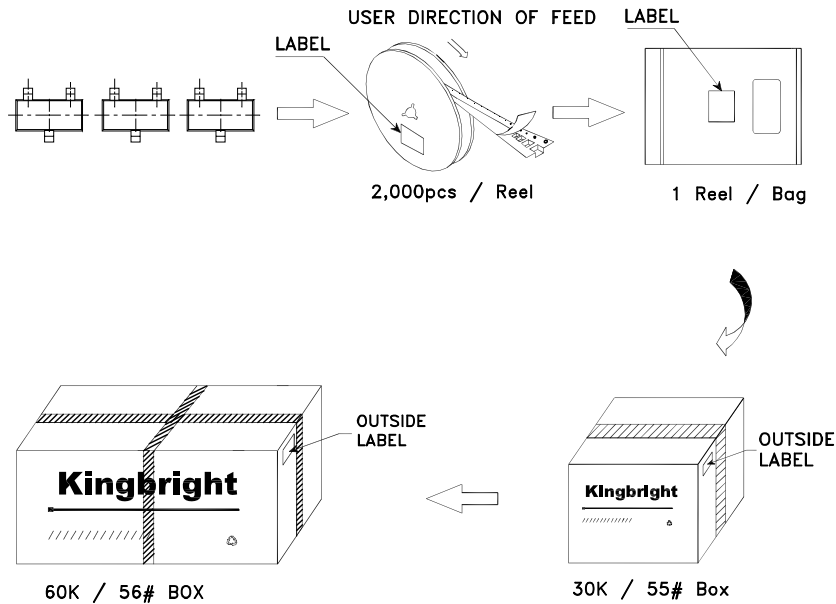 USER DIRECTION OF FEED
LABEL
LABEL
2,000pcs / Reel
1 Reel / Bag
OUTSIDE
LABEL
Kingbright
60K / 56# BOX
OUTSIDE
LABEL
Kingbright
30K / 55# Box